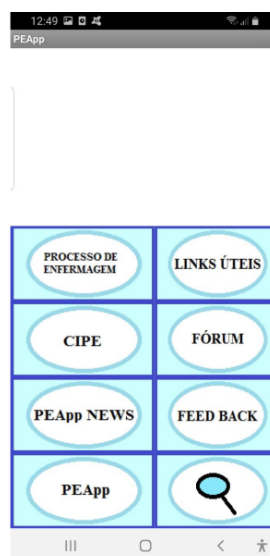 12:49
PEApp
PROCESSO DE
ENFERMAGEM
LINKS ÚTEIS
CIPE
FÓRUM
PEApp NEWS
FEED BACK
PEApp